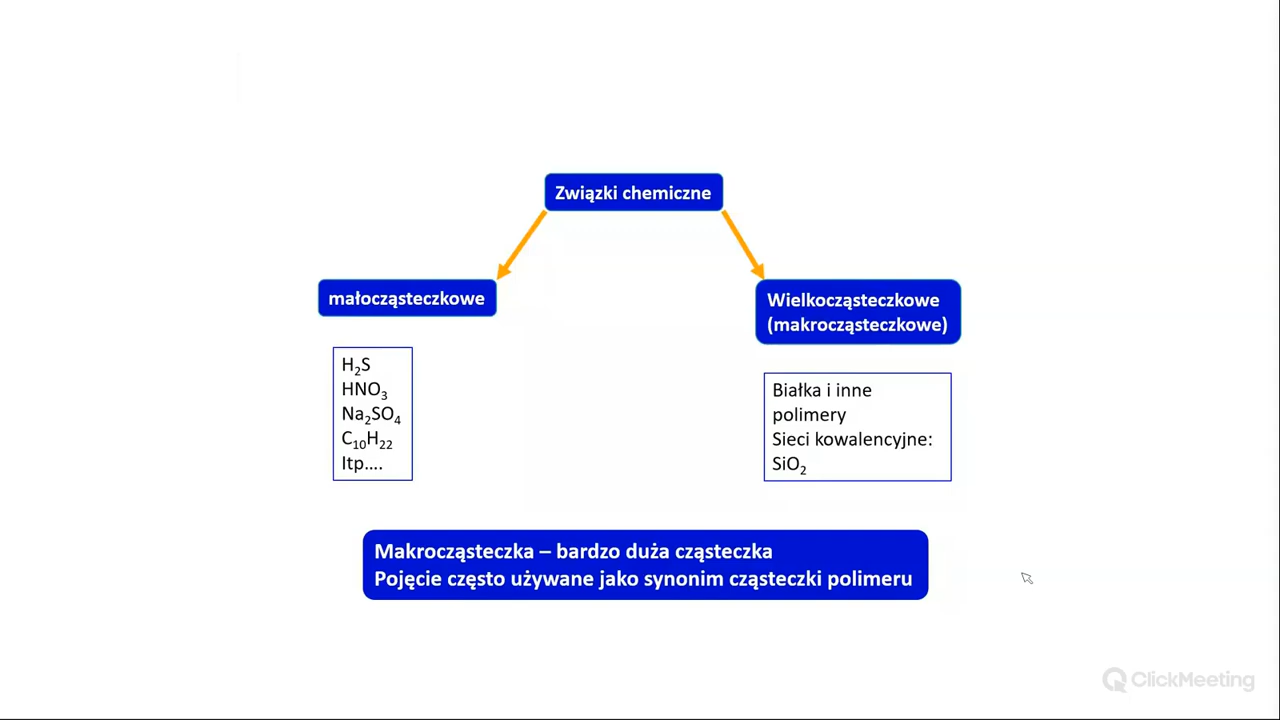 Związki chemiczne
małocząsteczkowe
Wielkocząsteczkowe
(makrocząsteczkowe)
H₂S
HNO₃
Na₂SO₄
C₁₀H₂₂
Itp....
Białka i inne
polimery
Sieci kowalencyjne:
SiO₂
Makrocząsteczka – bardzo duża cząsteczka
Pojęcie często używane jako synonim cząsteczki polimeru
ClickMeeting